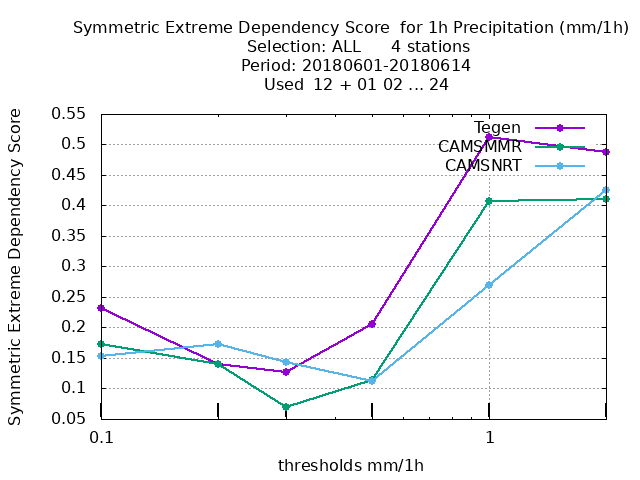 Symmetric Extreme Dependency Score  for 1h Precipitation (mm/1h)
Selection: ALL      4 stations
Period: 20180601-20180614
Used  12 + 01 02 ... 24
Symmetric Extreme Dependency Score
0.55
0.5
0.45
0.4
0.35
0.3
0.25
0.2
0.15
0.1
0.05
Tegen
CAMSMMR
CAMSNRT
0.1
1
thresholds mm/1h